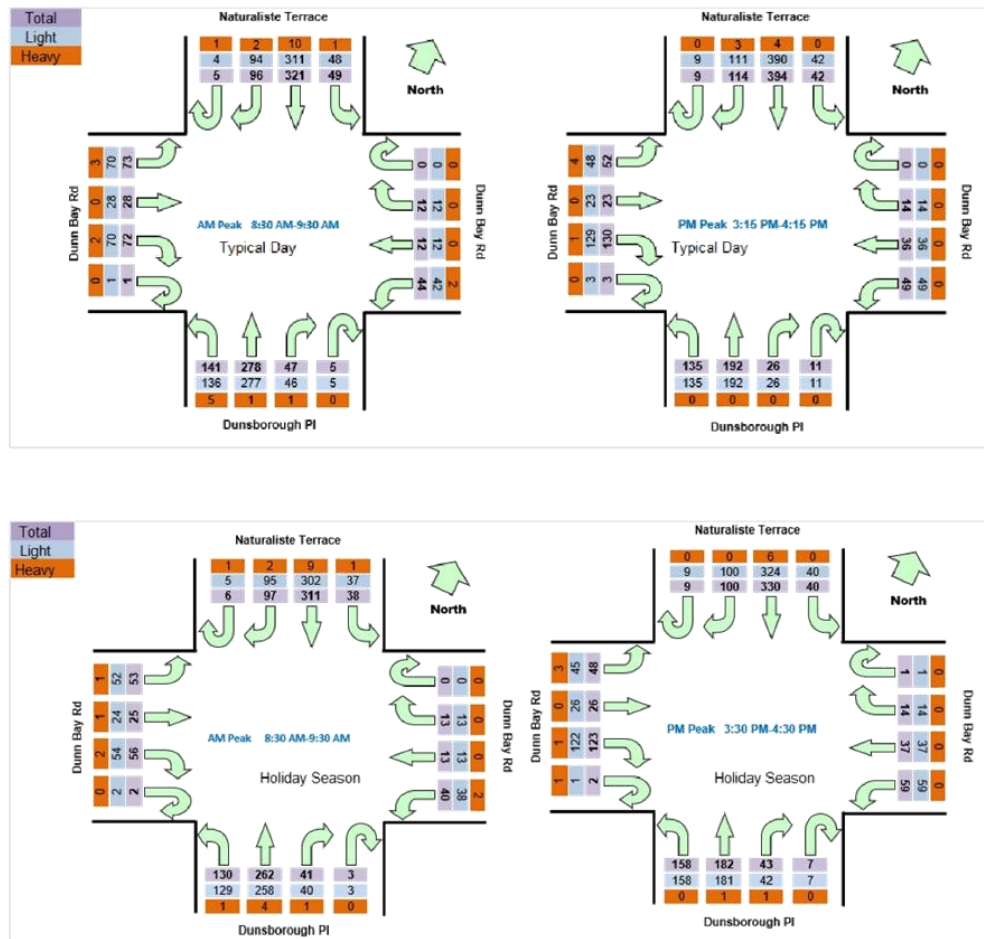 Total
Light
Heavy
Naturaliste Terrace
1 2 10 1
4 94 311 48
5 96 321 49
North
Dunn Bay Rd
3 70 73
0 28 28
2 70 72
0 1 1
AM Peak 8:30 AM-9:30 AM
Typical Day
0 0 0
12 12 0
12 12 0
44 42 2
Dunn Bay Rd
141 278 47 5
136 277 46 5
5 1 1 0
Dunsborough Pl
Naturaliste Terrace
0 3 4 0
9 111 390 42
9 114 394 42
North
Dunn Bay Rd
4 48 52
0 23 23
1 129 130
0 3 3
PM Peak 3:15 PM-4:15 PM
Typical Day
0 0 0
14 14 0
36 36 0
49 49 0
Dunn Bay Rd
135 192 26 11
135 192 26 11
0 0 0 0
Dunsborough Pl
Total
Light
Heavy
Naturaliste Terrace
1 2 9 1
5 95 302 37
6 97 311 38
North
Dunn Bay Rd
1 52 53
1 24 25
2 54 56
0 2 2
AM Peak 8:30 AM-9:30 AM
Holiday Season
0 0 0
13 13 0
13 13 0
40 38 2
Dunn Bay Rd
130 262 41 3
129 258 40 3
1 4 1 0
Dunsborough Pl
Naturaliste Terrace
0 0 6 0
9 100 324 40
9 100 330 40
North
Dunn Bay Rd
3 45 48
0 26 26
1 122 123
1 1 2
PM Peak 3:30 PM-4:30 PM
Holiday Season
1 1 0
14 14 0
37 37 0
59 59 0
Dunn Bay Rd
158 182 43 7
158 181 42 7
0 1 1 0
Dunsborough Pl